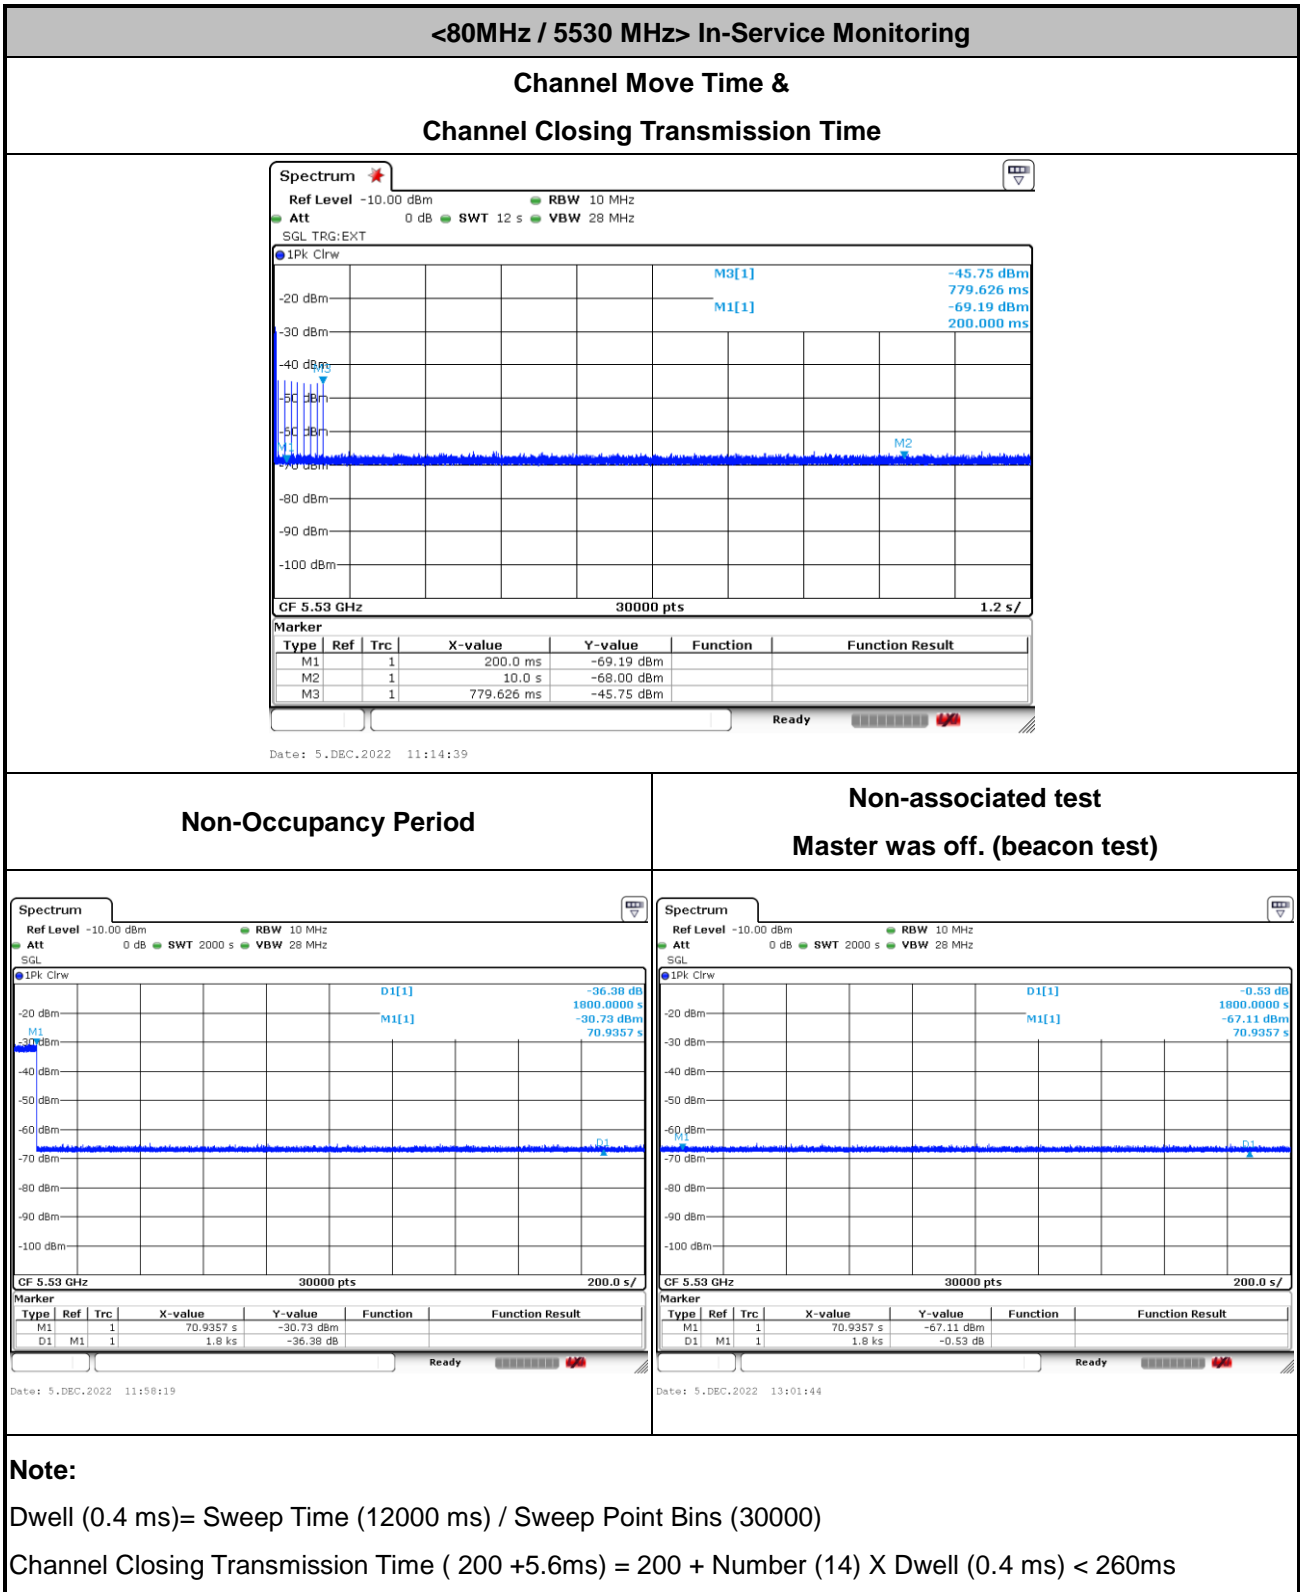 <80MHz / 5530 MHz> In-Service Monitoring
Channel Move Time &
Channel Closing Transmission Time
Spectrum
Ref Level -10.00 dBm RBW 10 MHz
Att 0 dB SWT 12 s VBW 28 MHz
SGL TRG:EXT
1Pk Clrw
M3[1] -45.75 dBm
779.626 ms
M1[1] -69.19 dBm
200.000 ms
-20 dBm
-30 dBm
-40 dBm
M3
-50 dBm
-60 dBm
M1
M2
-70 dBm
-80 dBm
-90 dBm
-100 dBm
CF 5.53 GHz 30000 pts 1.2 s/
Marker
Type Ref Trc X-value Y-value Function Function Result
M1 1 200.0 ms -69.19 dBm
M2 1 10.0 s -68.00 dBm
M3 1 779.626 ms -45.75 dBm
Ready
Date: 5.DEC.2022 11:14:39
Non-Occupancy Period
Non-associated test
Master was off. (beacon test)
Spectrum
Ref Level -10.00 dBm RBW 10 MHz
Att 0 dB SWT 2000 s VBW 28 MHz
SGL
1Pk Clrw
D1[1] -36.38 dB
1800.0000 s
M1[1] -30.73 dBm
70.9357 s
-20 dBm
M1
-30 dBm
-40 dBm
-50 dBm
-60 dBm
D1
-70 dBm
-80 dBm
-90 dBm
-100 dBm
CF 5.53 GHz 30000 pts 200.0 s/
Marker
Type Ref Trc X-value Y-value Function Function Result
M1 1 70.9357 s -30.73 dBm
D1 M1 1 1.8 ks -36.38 dB
Ready
Date: 5.DEC.2022 11:58:19
Spectrum
Ref Level -10.00 dBm RBW 10 MHz
Att 0 dB SWT 2000 s VBW 28 MHz
SGL
1Pk Clrw
D1[1] -0.53 dB
1800.0000 s
M1[1] -67.11 dBm
70.9357 s
-20 dBm
-30 dBm
-40 dBm
-50 dBm
-60 dBm
M1
D1
-70 dBm
-80 dBm
-90 dBm
-100 dBm
CF 5.53 GHz 30000 pts 200.0 s/
Marker
Type Ref Trc X-value Y-value Function Function Result
M1 1 70.9357 s -67.11 dBm
D1 M1 1 1.8 ks -0.53 dB
Ready
Date: 5.DEC.2022 13:01:44
Note:
Dwell (0.4 ms)= Sweep Time (12000 ms) / Sweep Point Bins (30000)
Channel Closing Transmission Time ( 200 +5.6ms) = 200 + Number (14) X Dwell (0.4 ms) < 260ms